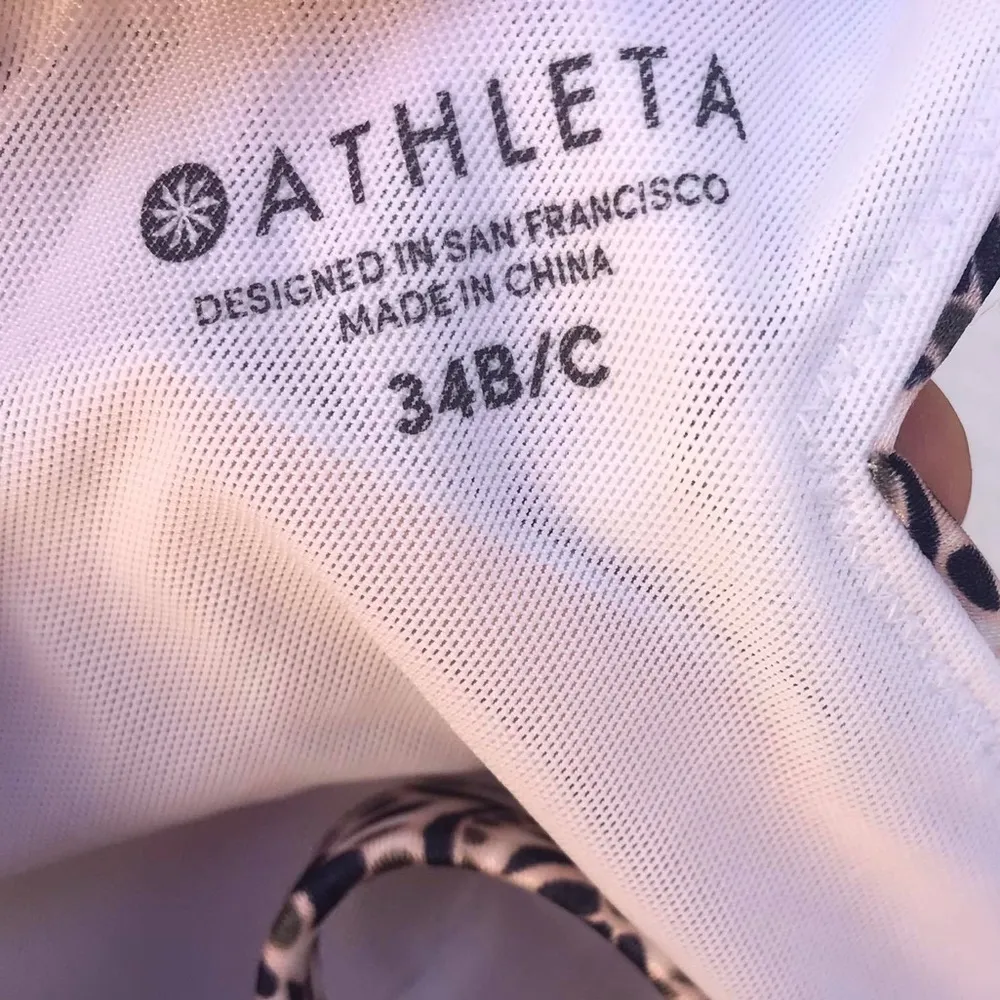 ATHLETA
DESIGNED IN SAN FRANCISCO
MADE IN CHINA
34B/C